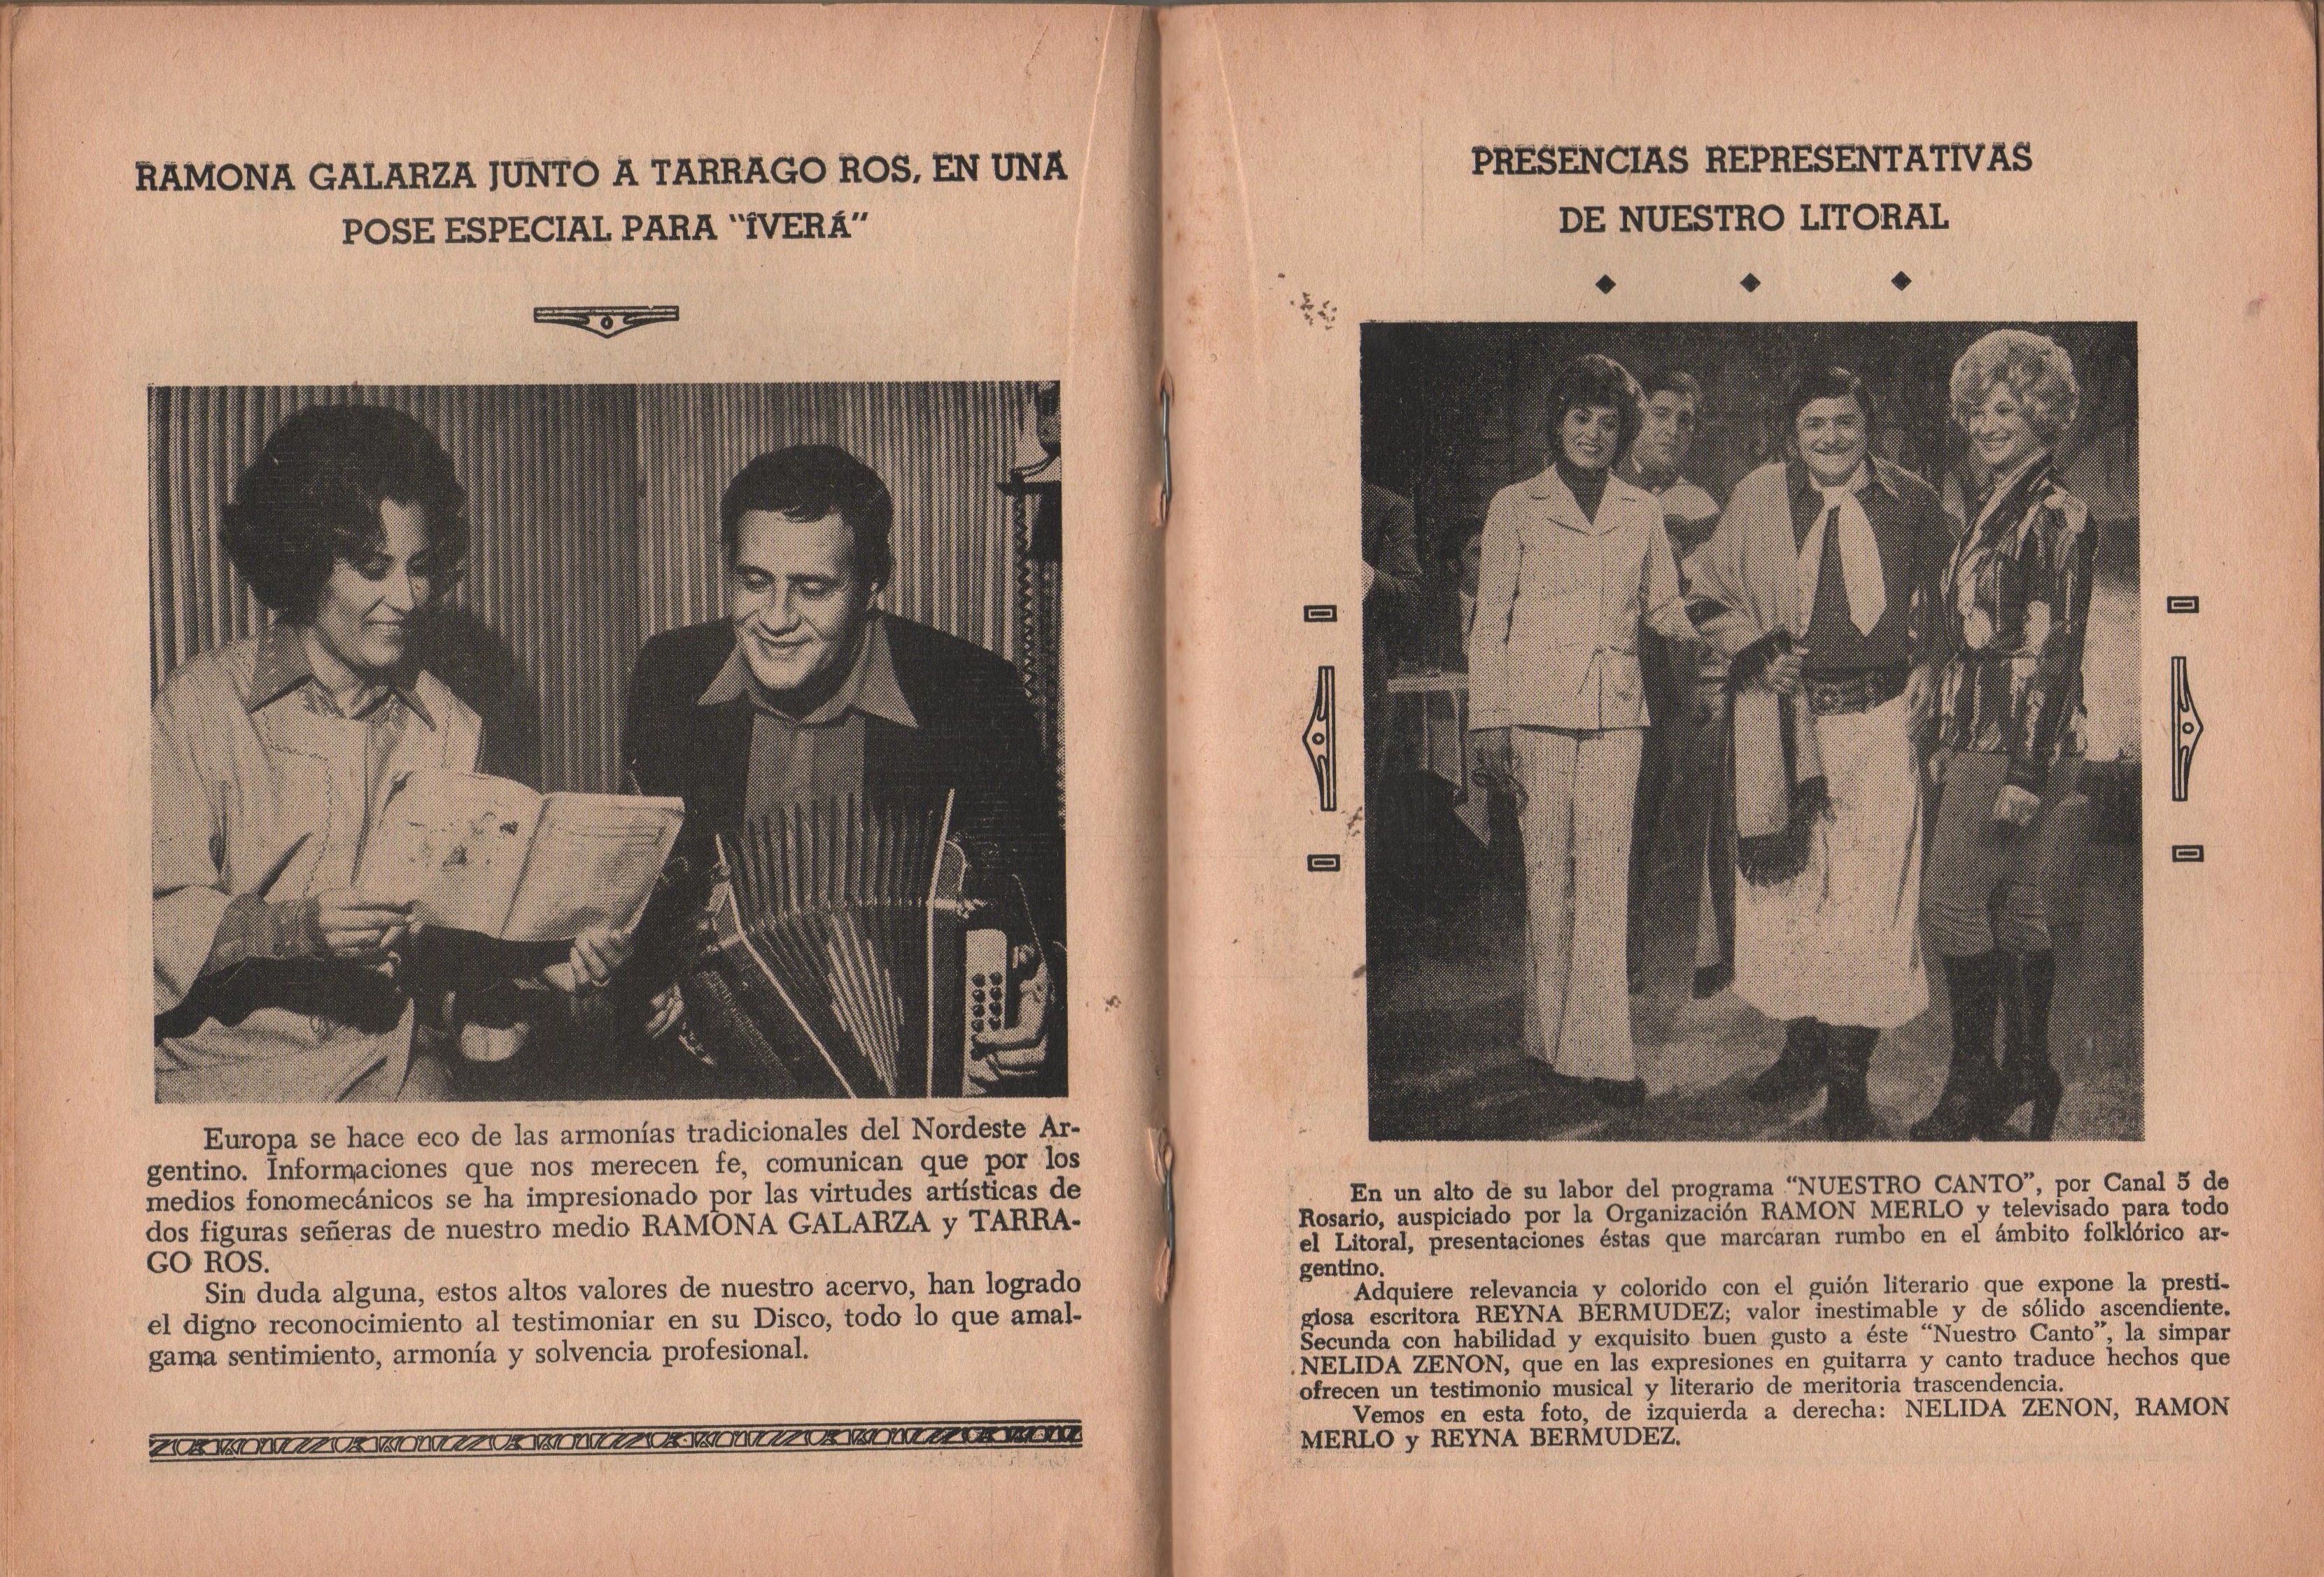 RAMONA GALARZA JUNTO A TARRAGO ROS, EN UNA
POSE ESPECIAL PARA "ÎVERÁ"
Europa se hace eco de las armonías tradicionales del Nordeste Ar-
gentino. Informaciones que nos merecen fe, comunican que por los
medios fonomecánicos se ha impresionado por las virtudes artísticas de
dos figuras señeras de nuestro medio RAMONA GALARZA y TARRA-
GO ROS.
Sin duda alguna, estos altos valores de nuestro acervo, han logrado
el digno reconocimiento al testimoniar en su Disco, todo lo que amal-
gama sentimiento, armonía y solvencia profesional.
PRESENCIAS REPRESENTATIVAS
DE NUESTRO LITORAL
En un alto de su labor del programa "NUESTRO CANTO", por Canal 5 de
Rosario, auspiciado por la Organización RAMON MERLO y televisado para todo
el Litoral, presentaciones éstas que marcaran rumbo en el ámbito folklórico ar-
gentino.
Adquiere relevancia y colorido con el guión literario que expone la presti-
giosa escritora REYNA BERMUDEZ; valor inestimable y de sólido ascendiente.
Secunda con habilidad y exquisito buen gusto a éste "Nuestro Canto", la simpar
NELIDA ZENON, que en las expresiones en guitarra y canto traduce hechos que
ofrecen un testimonio musical y literario de meritoria trascendencia.
Vemos en esta foto, de izquierda a derecha: NELIDA ZENON, RAMON
MERLO y REYNA BERMUDEZ.